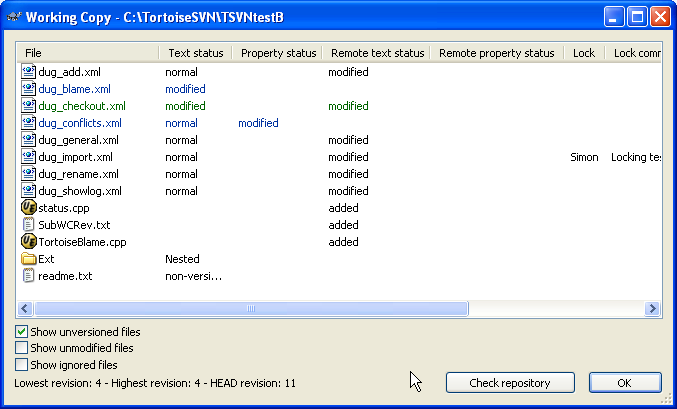 Working Copy - C:\TortoiseSVN\TSVNtestB
File Text status Property status Remote text status Remote property status Lock Lock comm
dug_add.xml normal modified
dug_blame.xml modified
dug_checkout.xml modified modified
dug_conflicts.xml normal modified
dug_general.xml normal modified
dug_import.xml normal modified Simon Locking tes
dug_rename.xml normal modified
dug_showlog.xml normal modified
status.cpp added
SubWCRev.txt added
TortoiseBlame.cpp added
Ext Nested
readme.txt non-versi...
Show unversioned files
Show unmodified files
Show ignored files
Lowest revision: 4 - Highest revision: 4 - HEAD revision: 11
Check repository OK